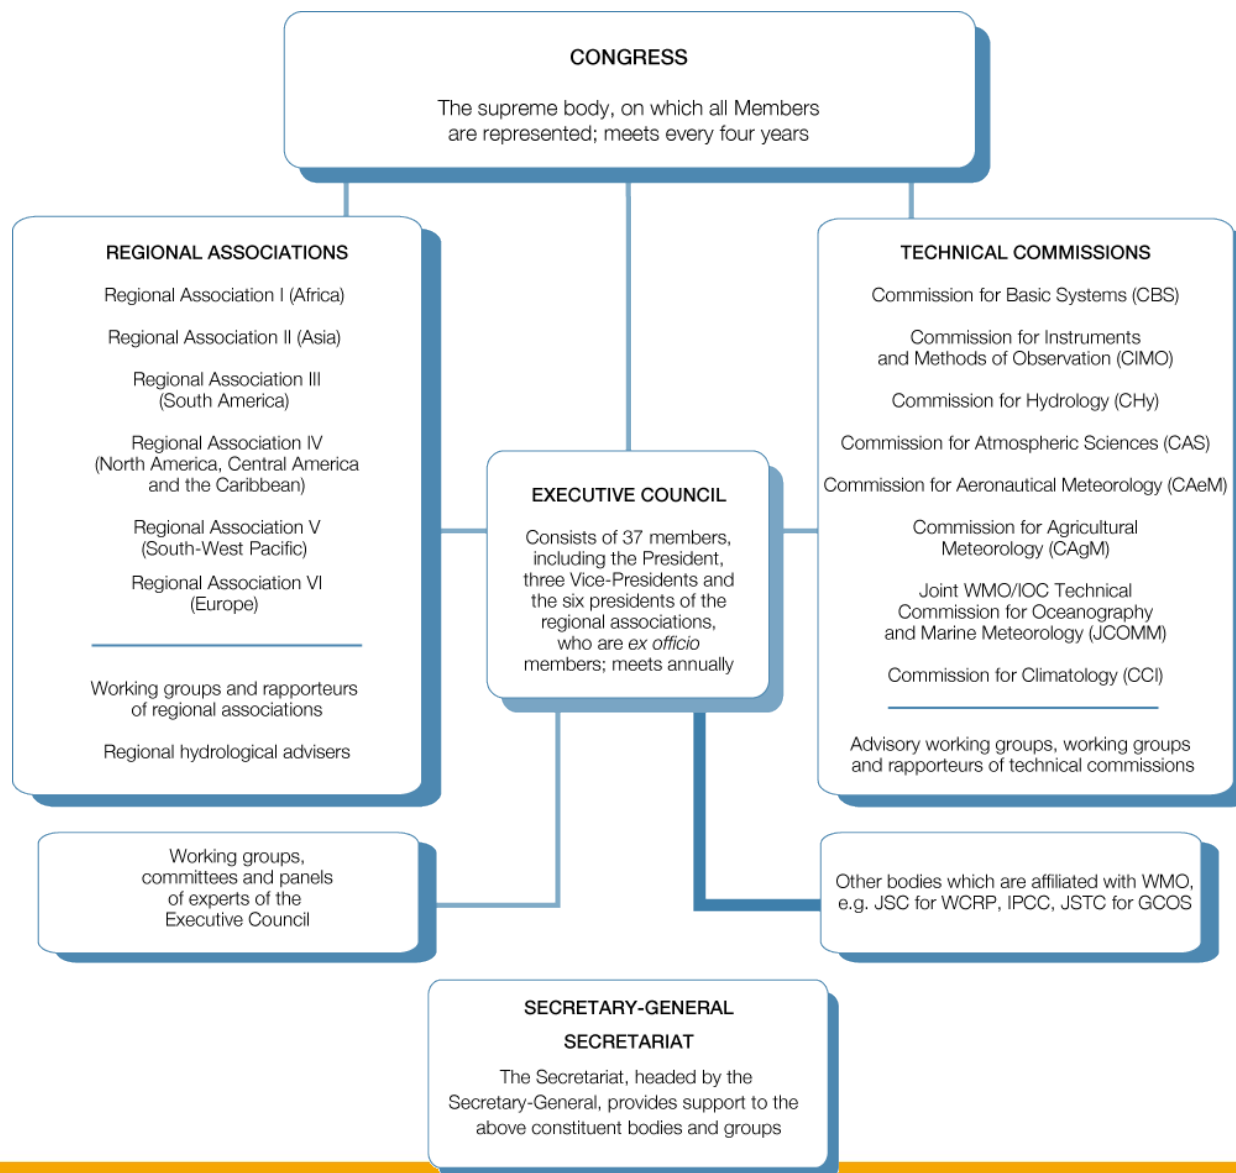 CONGRESS
The supreme body, on which all Members
are represented; meets every four years
REGIONAL ASSOCIATIONS
Regional Association I (Africa)
Regional Association II (Asia)
Regional Association III
(South America)
Regional Association IV
(North America, Central America
and the Caribbean)
Regional Association V
(South-West Pacific)
Regional Association VI
(Europe)
Working groups and rapporteurs
of regional associations
Regional hydrological advisers
EXECUTIVE COUNCIL
Consists of 37 members,
including the President,
three Vice-Presidents and
the six presidents of the
regional associations,
who are ex officio
members; meets annually
TECHNICAL COMMISSIONS
Commission for Basic Systems (CBS)
Commission for Instruments
and Methods of Observation (CIMO)
Commission for Hydrology (CHy)
Commission for Atmospheric Sciences (CAS)
Commission for Aeronautical Meteorology (CAeM)
Commission for Agricultural
Meteorology (CAgM)
Joint WMO/IOC Technical
Commission for Oceanography
and Marine Meteorology (JCOMM)
Commission for Climatology (CCl)
Advisory working groups, working groups
and rapporteurs of technical commissions
Working groups,
committees and panels
of experts of the
Executive Council
Other bodies which are affiliated with WMO,
e.g. JSC for WCRP, IPCC, JSTC for GCOS
SECRETARY-GENERAL
SECRETARIAT
The Secretariat, headed by the
Secretary-General, provides support to the
above constituent bodies and groups